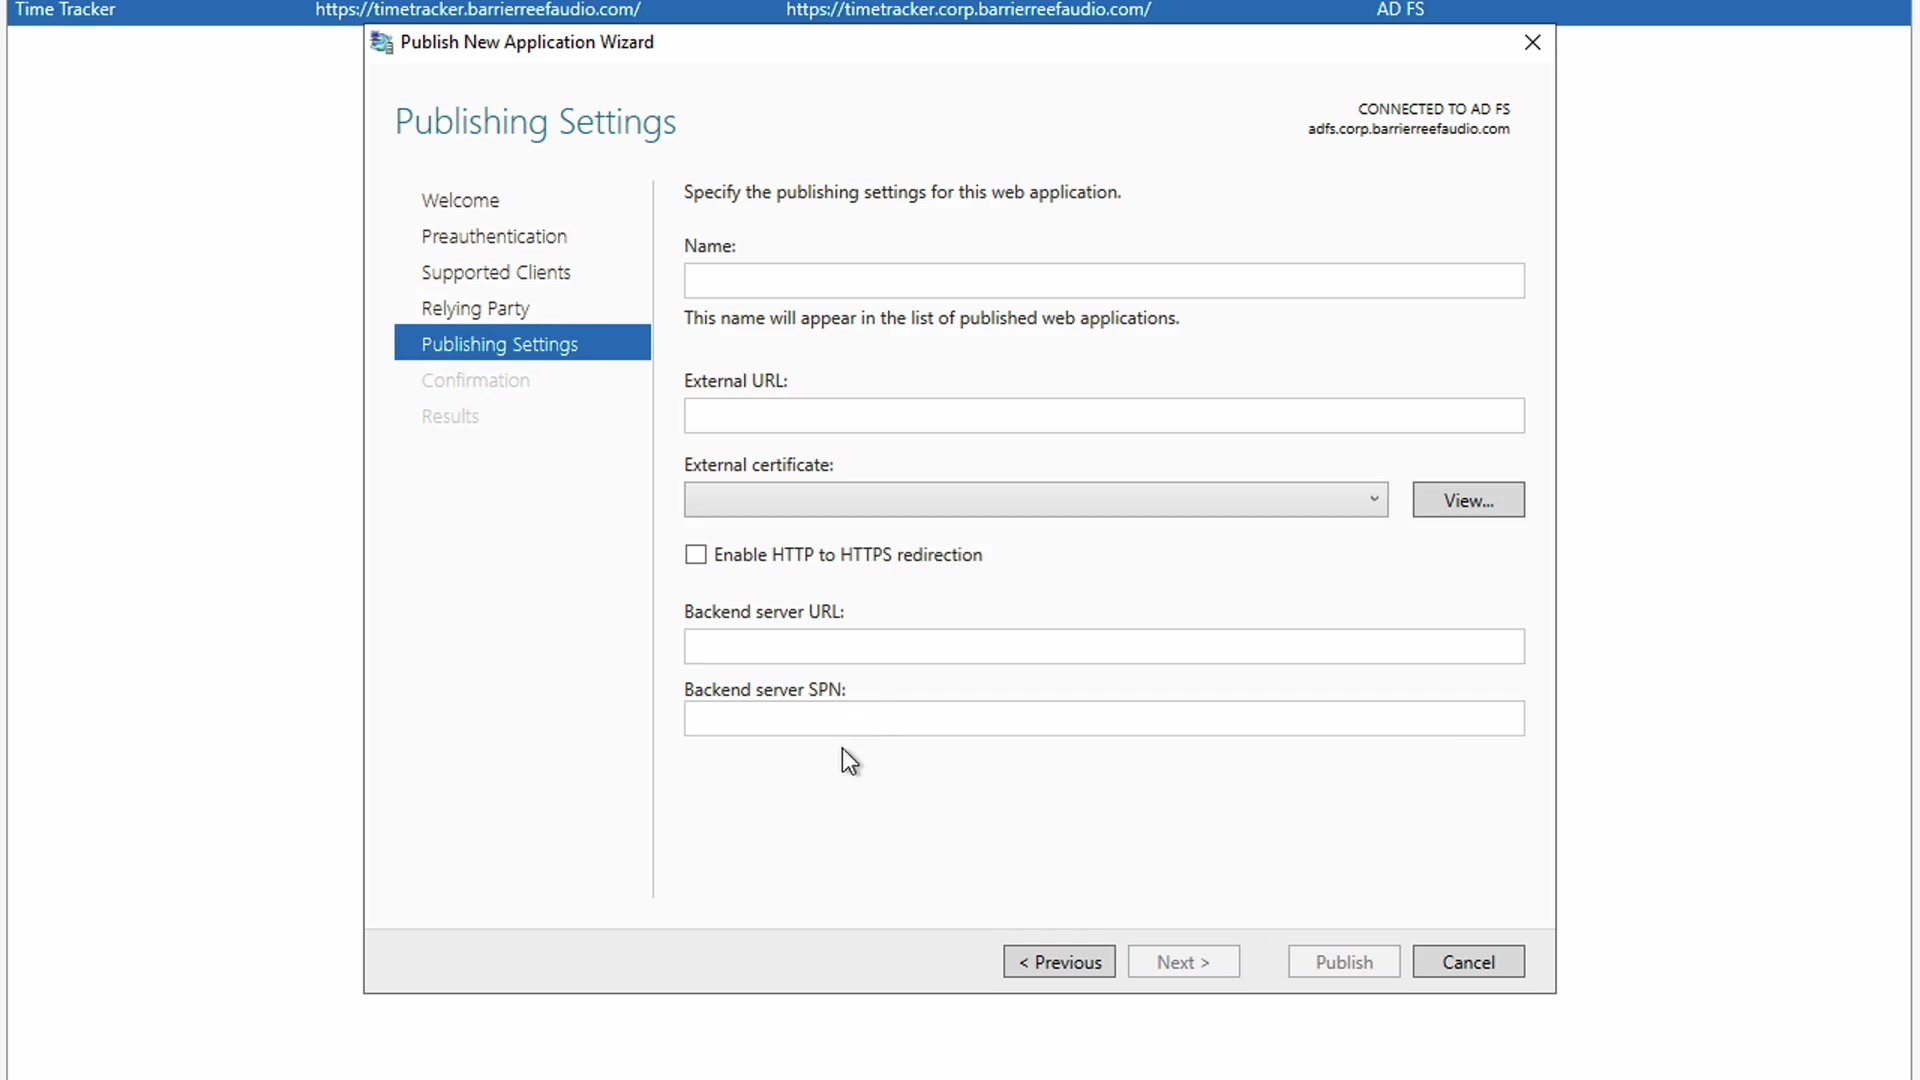 Time Tracker https://timetracker.barrierreefaudio.com/ https://timetracker.corp.barrierreefaudio.com/ AD FS
Publish New Application Wizard
Publishing Settings
CONNECTED TO AD FS
adfs.corp.barrierreefaudio.com
Welcome
Preauthentication
Supported Clients
Relying Party
Publishing Settings
Confirmation
Results
Specify the publishing settings for this web application.
Name:
This name will appear in the list of published web applications.
External URL:
External certificate:
View...
Enable HTTP to HTTPS redirection
Backend server URL:
Backend server SPN:
< Previous
Next >
Publish
Cancel